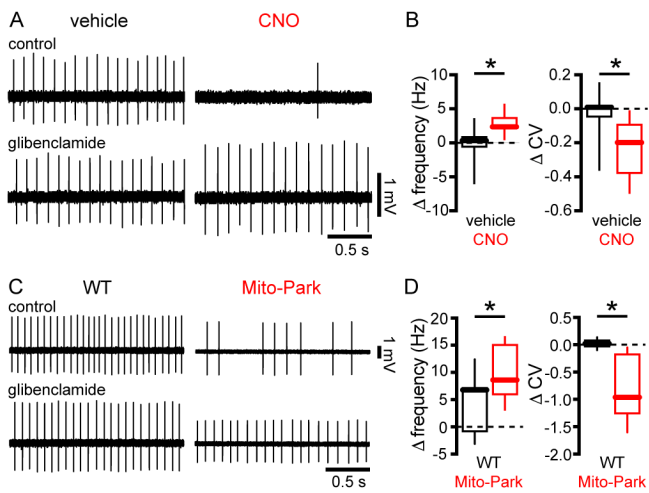 A
vehicle
CNO
control
glibenclamide
1 mV
0.5 s
B
Δ frequency (Hz)
10
5
0
-5
-10
*
vehicle
CNO
Δ CV
0.2
0.0
-0.2
-0.4
-0.6
*
vehicle
CNO
C
WT
Mito-Park
control
1 mV
glibenclamide
0.5 s
D
Δ frequency (Hz)
20
15
10
5
0
-5
*
WT
Mito-Park
Δ CV
0.5
0.0
-0.5
-1.0
-1.5
-2.0
*
WT
Mito-Park